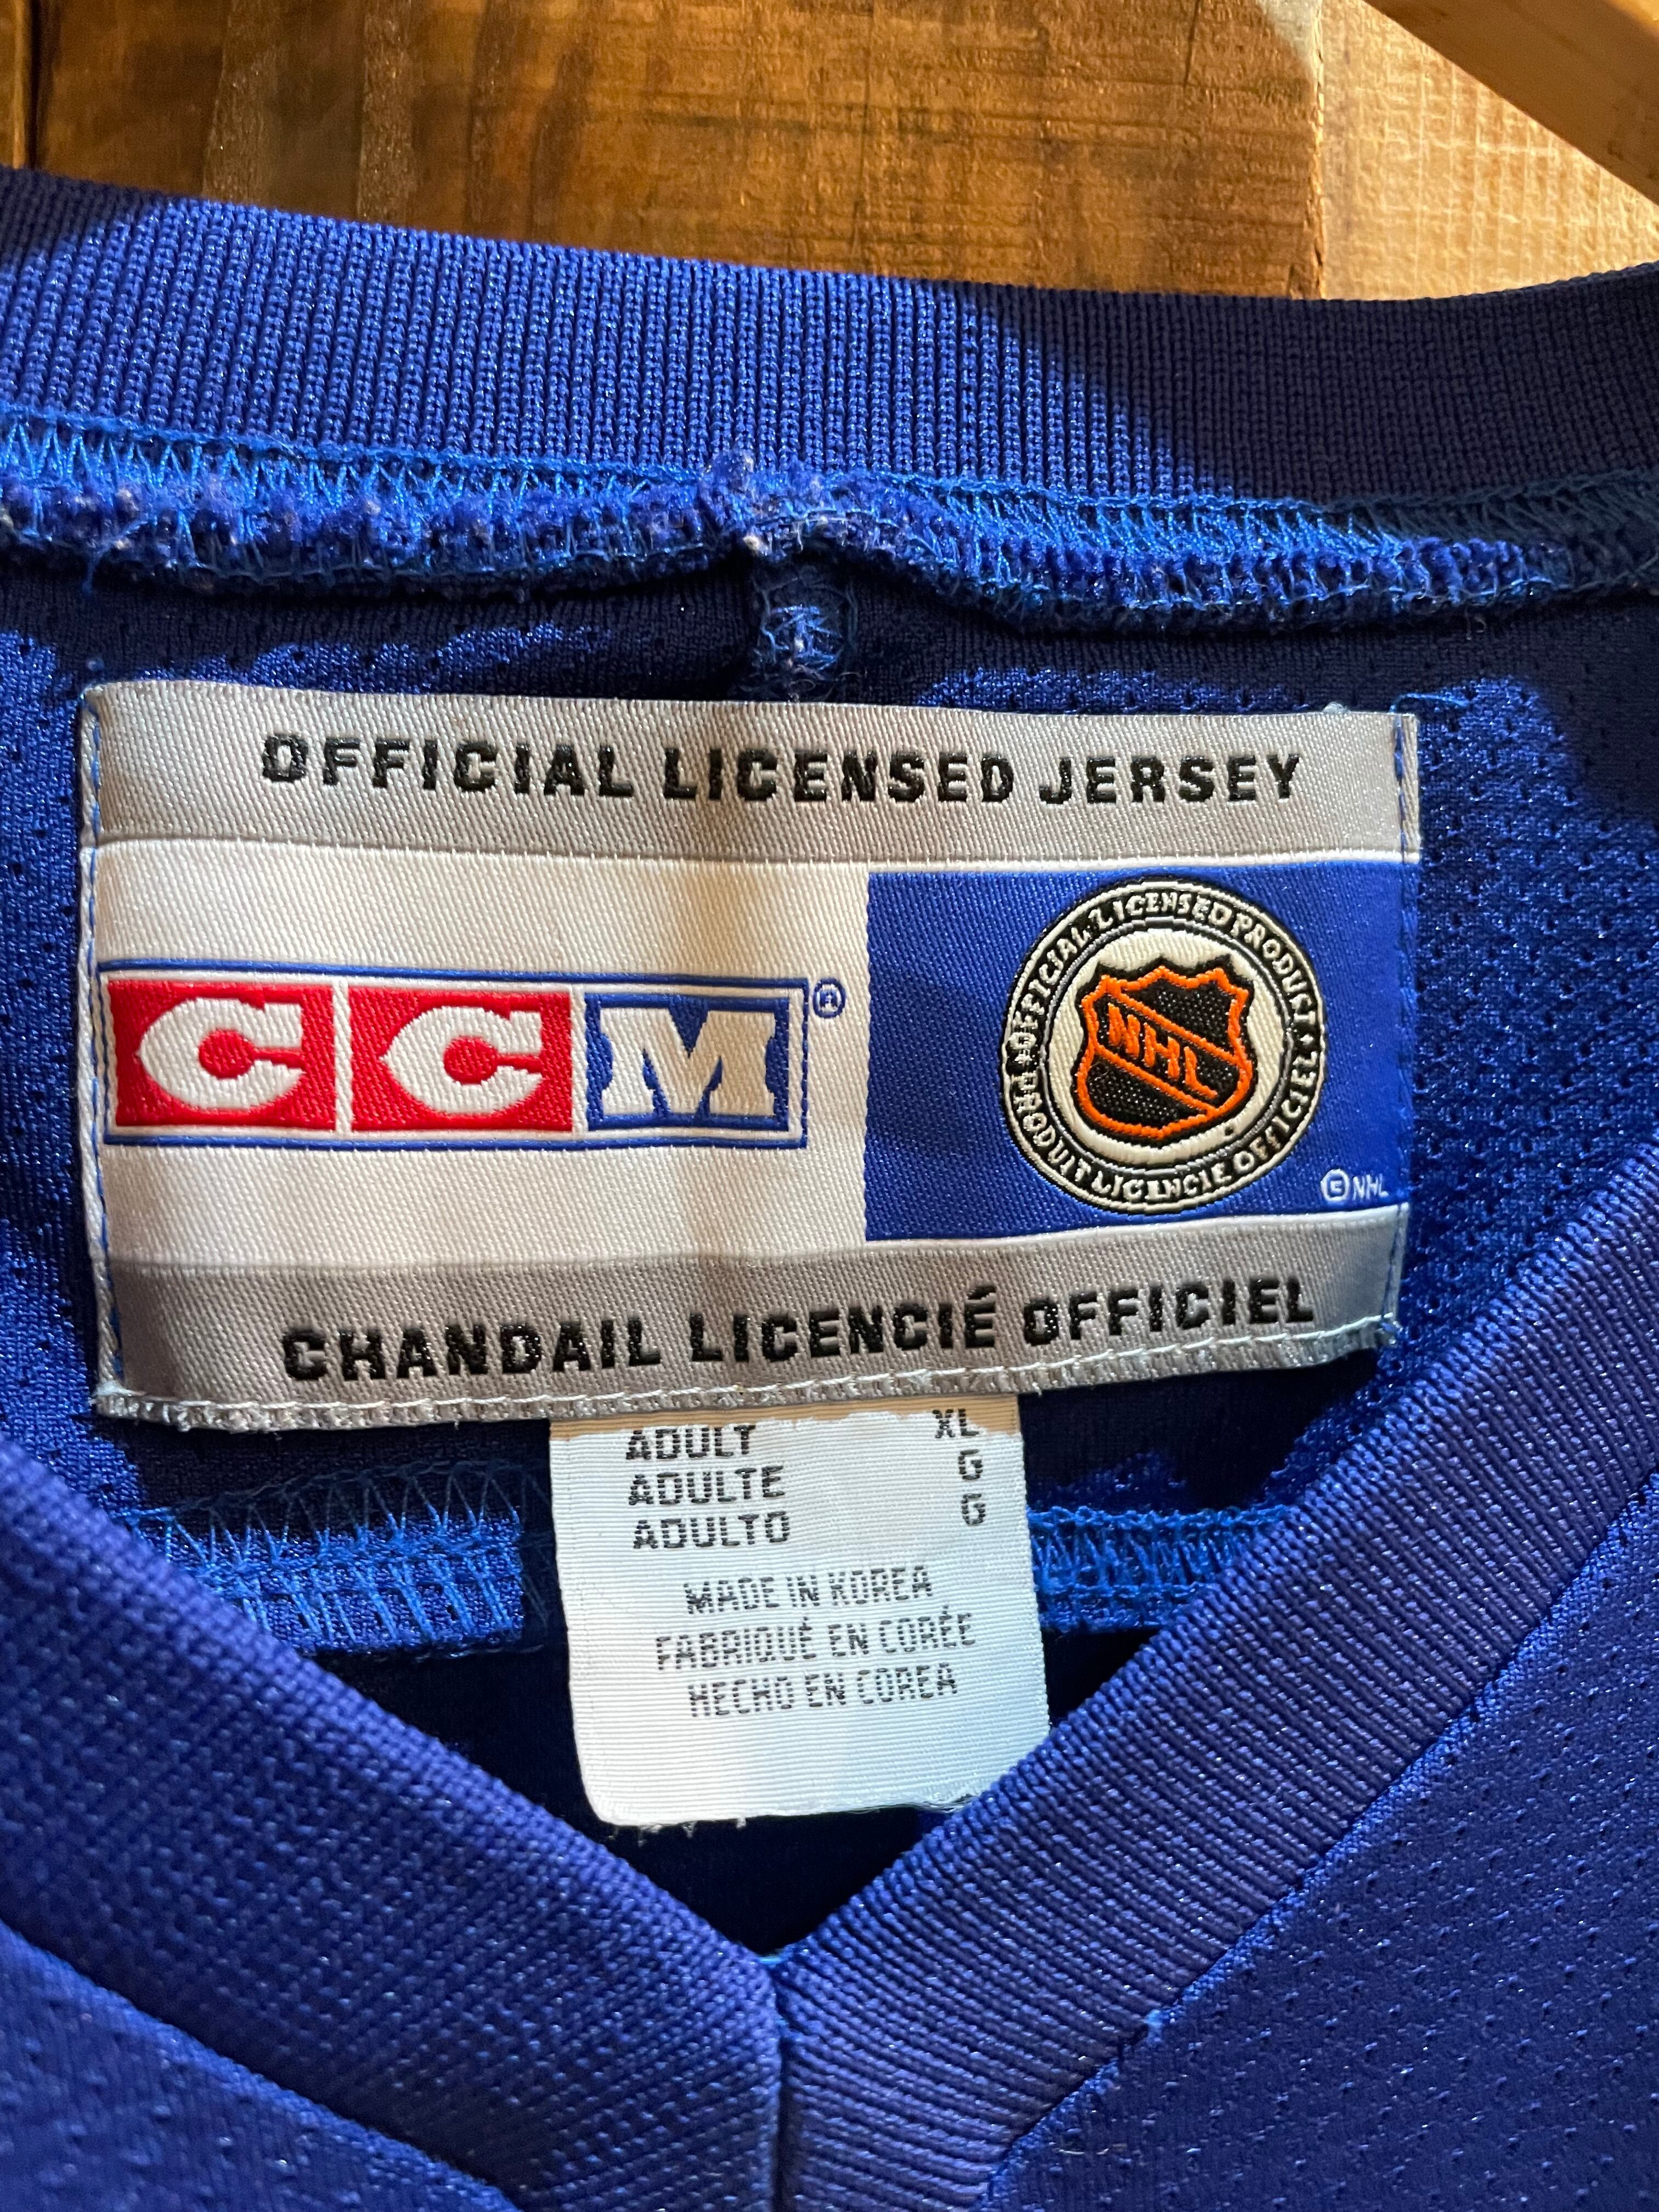 OFFICIAL LICENSED JERSEY
CCM®
OFFICIAL LICENSED PRODUCT
NHL
PRODUIT LICENCIE OFFICIEL
©NHL
CHANDAIL LICENCIÉ OFFICIEL
ADULT XL
ADULTE G
ADULTO G
MADE IN KOREA
FABRIQUÉ EN CORÉE
HECHO EN COREA